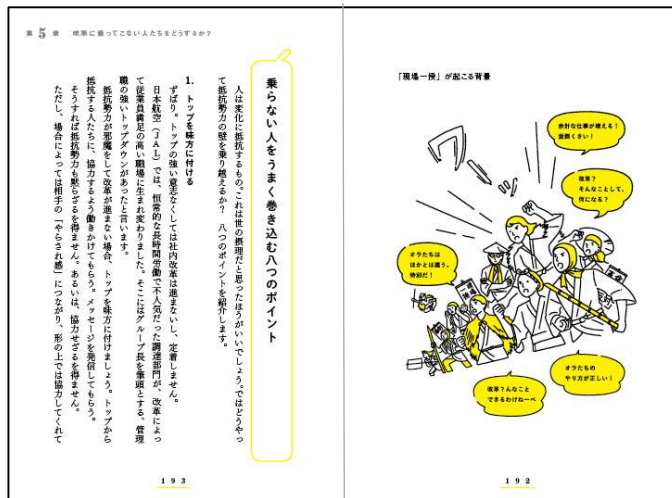 「現場一揆」が起こる背景
余計な仕事が増える!
面倒くさい!
改革?
そんなことして、
何になる?
オラたちは
ほかとは違う。
特別だ!
オラたちの
やり方が正しい!
改革?んなこと
できるわけねーべ
192
第5章 改革に乗ってこない人たちをどうするか?
乗らない人をうまく巻き込む八つのポイント
人は変化に抵抗するもの。これは世の摂理だと思ったほうがいいでしょう。ではどうやっ
て抵抗勢力の壁を乗り越えるか? 八つのポイントを紹介します。
1. トップを味方に付ける
ずばり。トップの強い意志なくしては社内改革は進まないし、定着しません。
日本航空(JAL)では、恒常的な長時間労働で不人気だった調達部門が、改革によっ
て従業員満足の高い職場に生まれ変わりました。そこにはグループ長を筆頭とする、管理
職の強いトップダウンがあったと言います。
抵抗勢力が邪魔をして改革が進まない場合、トップを味方に付けましょう。トップから
抵抗する人たちに、協力するよう働きかけてもらう。メッセージを発信してもらう。
そうすれば抵抗勢力も黙らざるを得ません。あるいは、協力せざるを得ません。
ただし、場合によっては相手の「やらされ感」につながり、形の上では協力してくれて
193